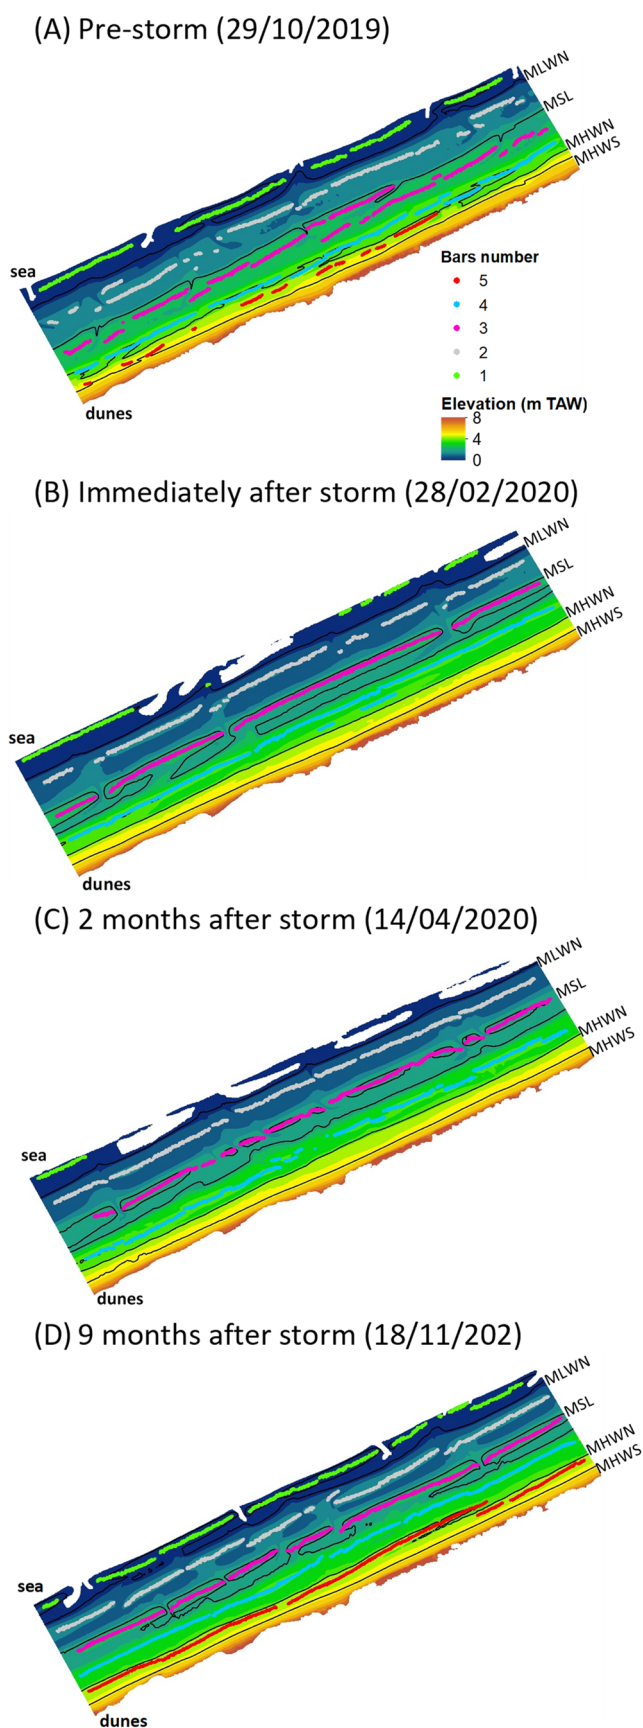 (A) Pre-storm (29/10/2019)
MLWN
MSL
MHWN
MHWS
sea
Bars number
5
4
3
2
1
Elevation (m TAW)
8
4
0
dunes
(B) Immediately after storm (28/02/2020)
MLWN
MSL
MHWN
MHWS
sea
dunes
(C) 2 months after storm (14/04/2020)
MLWN
MSL
MHWN
MHWS
sea
dunes
(D) 9 months after storm (18/11/202)
MLWN
MSL
MHWN
MHWS
sea
dunes